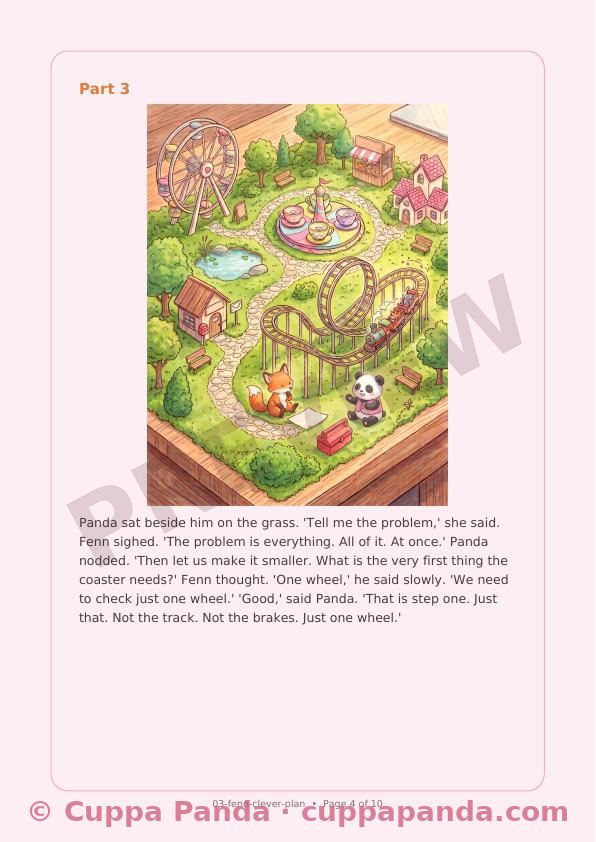 Part 3
PREVIEW
Panda sat beside him on the grass. 'Tell me the problem,' she said.
Fenn sighed. 'The problem is everything. All of it. At once.' Panda
nodded. 'Then let us make it smaller. What is the very first thing the
coaster needs?' Fenn thought. 'One wheel,' he said slowly. 'We need
to check just one wheel.' 'Good,' said Panda. 'That is step one. Just
that. Not the track. Not the brakes. Just one wheel.'
03-fenn-clever-plan • Page 4 of 10
© Cuppa Panda · cuppapanda.com